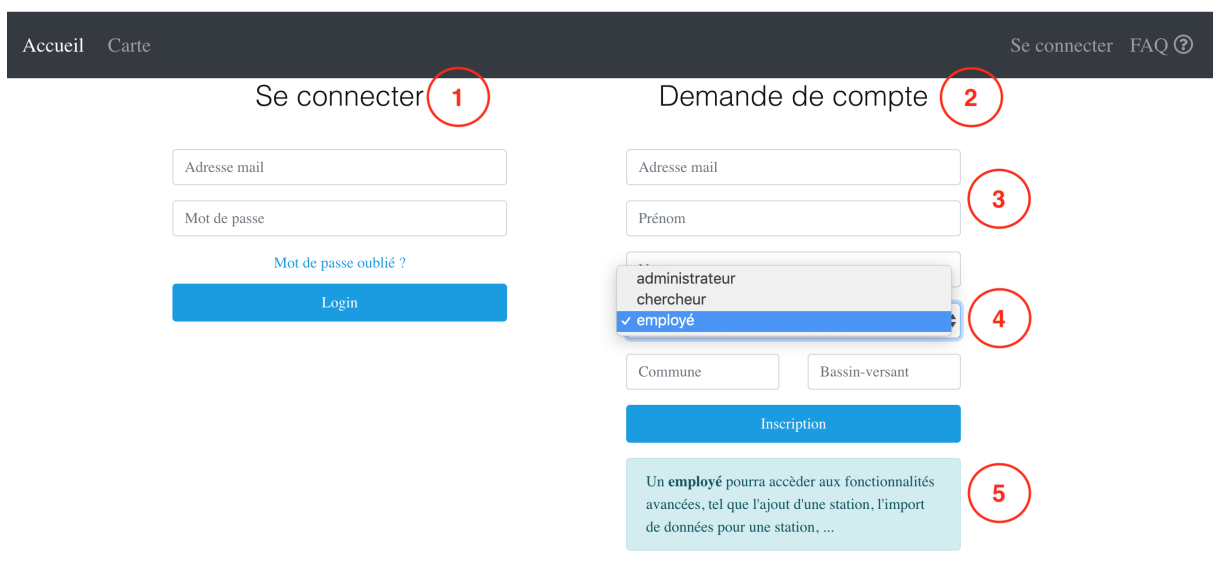 Accueil Carte Se connecter FAQ ?
Se connecter 1
Adresse mail
Mot de passe
Mot de passe oublié ?
Login
Demande de compte 2
Adresse mail
3
Prénom
administrateur
chercheur
✓ employé
4
Commune Bassin-versant
Inscription
Un employé pourra accèder aux fonctionnalités
avancées, tel que l'ajout d'une station, l'import
de données pour une station, ...
5